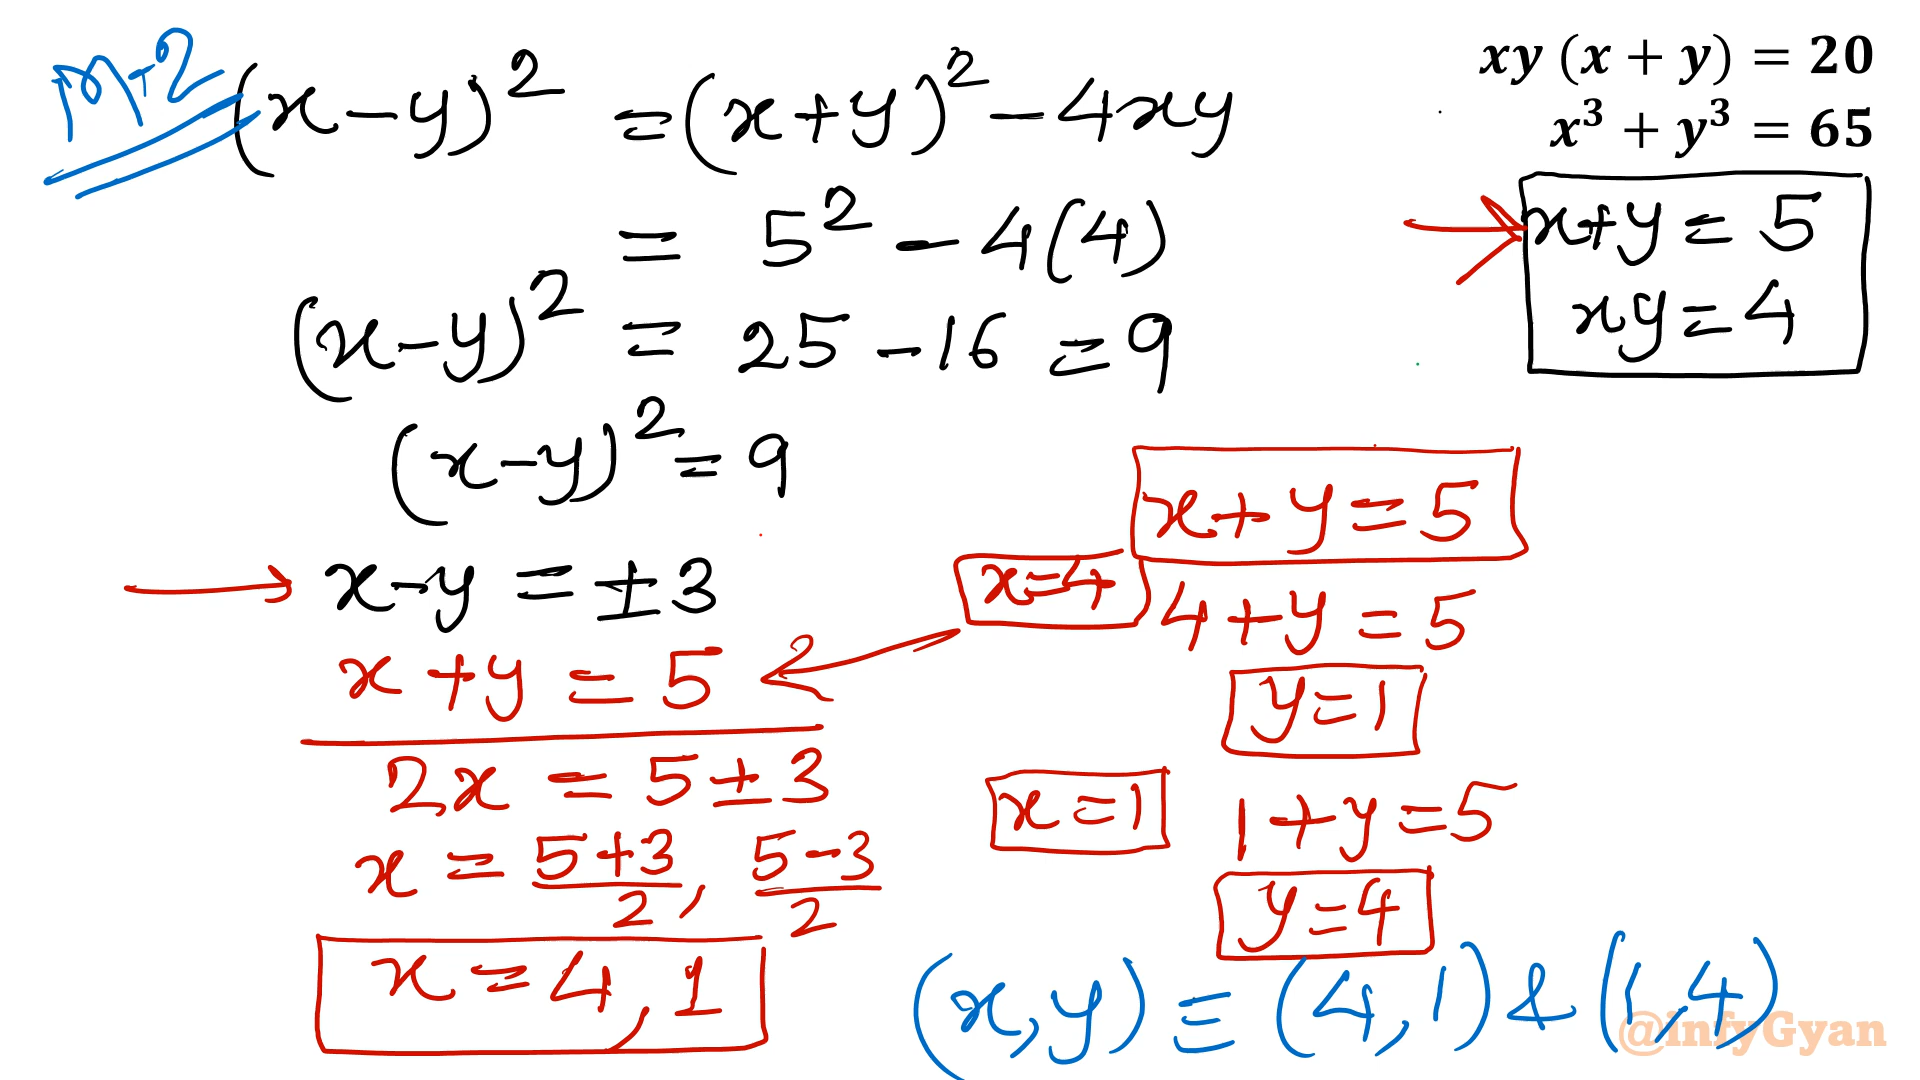 M-2
(x-y)² = (x+y)² - 4xy
= 5² - 4(4)
(x-y)² = 25 - 16 = 9
(x-y)² = 9
x-y = ±3
x+y = 5
2x = 5±3
x = 5+3/2, 5-3/2
x = 4, 1
xy (x + y) = 20
x³ + y³ = 65
x+y = 5
xy = 4
x+y = 5
x=4
4+y = 5
y=1
x=1
1+y=5
y=4
(x,y) ≡ (4,1) & (1,4)
@infyGyan